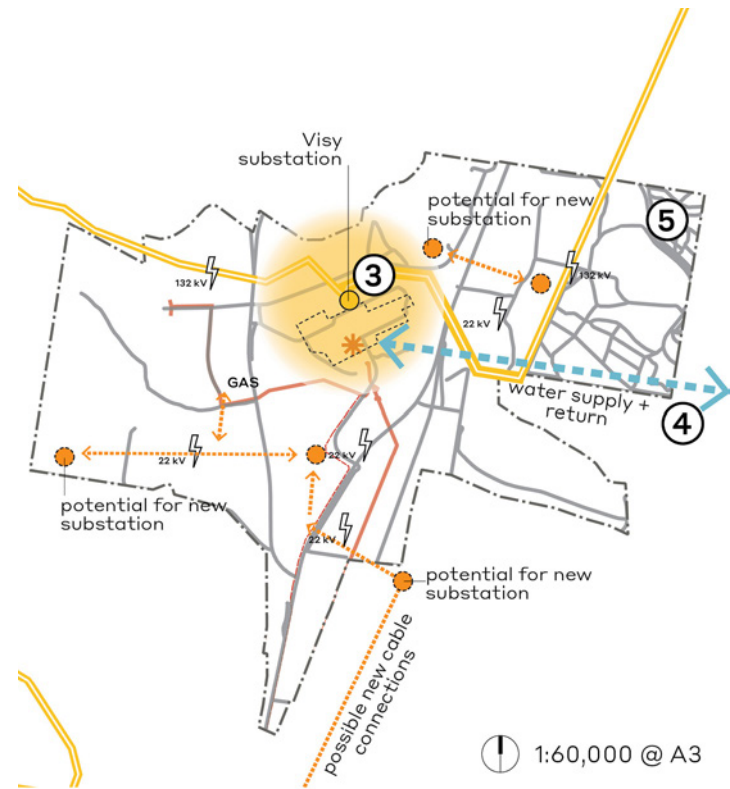 Visy
substation
potential for new
substation
5
3
132 kV
132 kV
22 kV
GAS
water supply +
return
4
22 kV
22 kV
potential for new
substation
22 kV
potential for new
substation
possible new cable
connections
1:60,000 @ A3